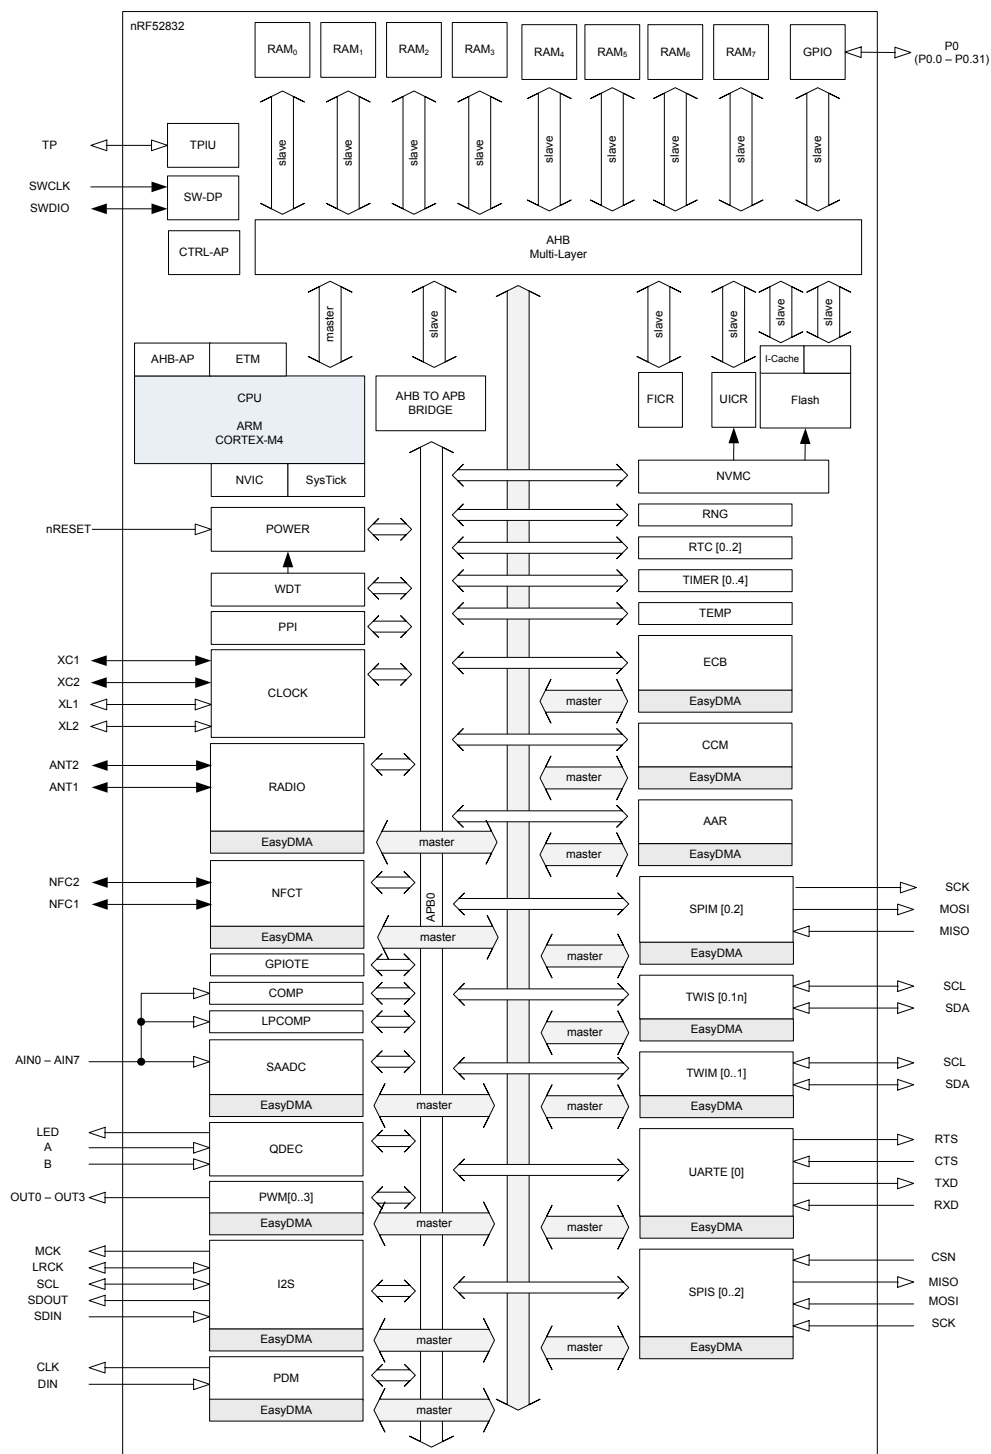 nRF52832
RAM0
RAM1
RAM2
RAM3
RAM4
RAM5
RAM6
RAM7
GPIO
P0
(P0.0 – P0.31)
slave
slave
slave
slave
slave
slave
slave
slave
slave
TP
TPIU
SWCLK
SWDIO
SW-DP
CTRL-AP
AHB
Multi-Layer
master
slave
slave
slave
slave
slave
AHB-AP
ETM
CPU
ARM
CORTEX-M4
NVIC
SysTick
AHB TO APB
BRIDGE
FICR
UICR
I-Cache
Flash
NVMC
nRESET
POWER
RNG
RTC [0..2]
WDT
TIMER [0..4]
PPI
TEMP
XC1
XC2
XL1
XL2
CLOCK
ECB
master
EasyDMA
ANT2
ANT1
RADIO
EasyDMA
master
CCM
master
EasyDMA
AAR
master
EasyDMA
NFC2
NFC1
NFCT
EasyDMA
master
APB0
SPIM [0.2]
master
EasyDMA
SCK
MOSI
MISO
GPIOTE
COMP
LPCOMP
AIN0 – AIN7
SAADC
EasyDMA
master
TWIS [0.1n]
master
EasyDMA
SCL
SDA
TWIM [0..1]
master
EasyDMA
SCL
SDA
LED
A
B
QDEC
OUT0 – OUT3
PWM[0..3]
EasyDMA
master
UARTE [0]
master
EasyDMA
RTS
CTS
TXD
RXD
MCK
LRCK
SCL
SDOUT
SDIN
I2S
EasyDMA
master
SPIS [0..2]
master
EasyDMA
CSN
MISO
MOSI
SCK
CLK
DIN
PDM
EasyDMA
master